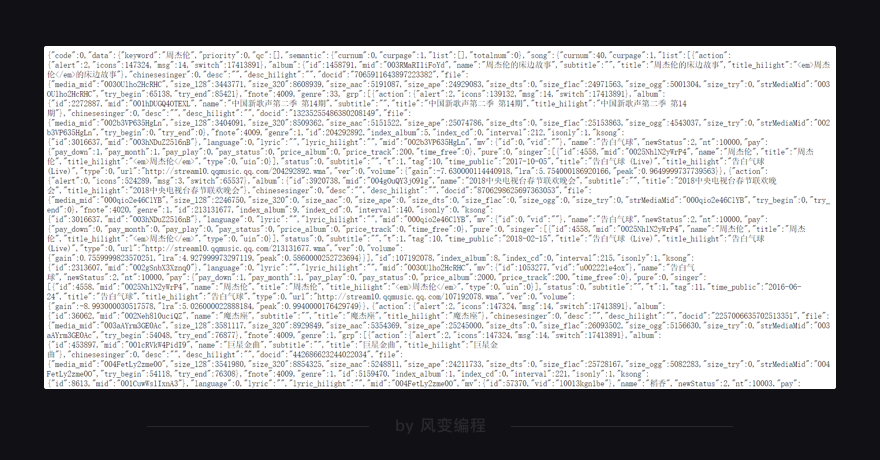 {"code":0,"data":{"keyword":"周杰伦","priority":0,"qc":[],"semantic":{"curnum":0,"curpage":1,"list":[],"totalnum":0},"song":{"curnum":40,"curpage":1,"list":[{"action":
{"alert":2,"icons":147324,"msg":14,"switch":17413891},"album":{"id":1458791,"mid":"003RMaRI1iFoYd","name":"周杰伦的床边故事","subtitle":"","title":"周杰伦的床边故事","title_hilight":"<em>周杰
伦</em>的床边故事"},"chinesesinger":0,"desc":"","desc_hilight":"","docid":"7065911643897223382","file":
{"media_mid":"0030Ulho2HcRHC","size_128":3443771,"size_320":8608939,"size_aac":5191087,"size_ape":24929083,"size_dts":0,"size_flac":24971563,"size_ogg":5001304,"size_try":0,"strMediaMid":"003
0Ulho2HcRHC","try_begin":65138,"try_end":85421},"fnote":4009,"genre":33,"grp":[{"action":{"alert":2,"icons":139132,"msg":14,"switch":17413891},"album":
{"id":2272887,"mid":"001hDUGQ4OTEXL","name":"中国新歌声第二季 第14期","subtitle":"","title":"中国新歌声第二季 第14期","title_hilight":"中国新歌声第二季 第14
期"},"chinesesinger":0,"desc":"","desc_hilight":"","docid":"13235255486380208149","file":
{"media_mid":"002b3VP635HgLn","size_128":3404091,"size_320":8509362,"size_aac":5151522,"size_ape":25074786,"size_dts":0,"size_flac":25153863,"size_ogg":4543037,"size_try":0,"strMediaMid":"002
b3VP635HgLn","try_begin":0,"try_end":0},"fnote":4009,"genre":1,"id":204292892,"index_album":5,"index_cd":0,"interval":212,"isonly":1,"ksong":
{"id":3016637,"mid":"003hNDuZ2516nB"},"language":0,"lyric":"","lyric_hilight":"","mid":"002b3VP635HgLn","mv":{"id":0,"vid":""},"name":"告白气球","newStatus":2,"nt":10000,"pay":
{"pay_down":1,"pay_month":1,"pay_play":0,"pay_status":0,"price_album":0,"price_track":200,"time_free":0},"pure":0,"singer":[{"id":4558,"mid":"0025NhlN2yWrP4","name":"周杰伦","title":"周杰
伦","title_hilight":"<em>周杰伦</em>","type":0,"uin":0}],"status":0,"subtitle":"","t":1,"tag":10,"time_public":"2017-10-05","title":"告白气球 (Live)","title_hilight":"告白气球
(Live)","type":0,"url":"http://stream10.qqmusic.qq.com/204292892.wma","ver":0,"volume":{"gain":-7.630000114440918,"lra":5.754000186920166,"peak":0.9649999737739563}},{"action":
{"alert":0,"icons":524289,"msg":3,"switch":65537},"album":{"id":3920738,"mid":"004gOuQY3jo91g","name":"2018中央电视台春节联欢晚会","subtitle":"","title":"2018中央电视台春节联欢晚
会","title_hilight":"2018中央电视台春节联欢晚会"},"chinesesinger":0,"desc":"","desc_hilight":"","docid":"8706298625697363053","file":
{"media_mid":"000qio2e46ClYB","size_128":2246750,"size_320":0,"size_aac":0,"size_ape":0,"size_dts":0,"size_flac":0,"size_ogg":0,"size_try":0,"strMediaMid":"000qio2e46ClYB","try_begin":0,"try_
end":0},"fnote":4020,"genre":1,"id":213131677,"index_album":9,"index_cd":0,"interval":140,"isonly":0,"ksong":
{"id":3016637,"mid":"003hNDuZ2516nB"},"language":0,"lyric":"","lyric_hilight":"","mid":"000qio2e46ClYB","mv":{"id":0,"vid":""},"name":"告白气球","newStatus":2,"nt":10000,"pay":
{"pay_down":0,"pay_month":0,"pay_play":0,"pay_status":0,"price_album":0,"price_track":0,"time_free":0},"pure":0,"singer":[{"id":4558,"mid":"0025NhlN2yWrP4","name":"周杰伦","title":"周杰
伦","title_hilight":"<em>周杰伦</em>","type":0,"uin":0}],"status":0,"subtitle":"","t":1,"tag":10,"time_public":"2018-02-15","title":"告白气球 (Live)","title_hilight":"告白气球
(Live)","type":0,"url":"http://stream10.qqmusic.qq.com/213131677.wma","ver":0,"volume":
{"gain":0.7559999823570251,"lra":4.927999973297119,"peak":0.5860000252723694}}],"id":107192078,"index_album":8,"index_cd":0,"interval":215,"isonly":1,"ksong":
{"id":2313607,"mid":"002gSnhX3XznqO"},"language":0,"lyric":"","lyric_hilight":"","mid":"0030Ulho2HcRHC","mv":{"id":1053277,"vid":"u00222le4ox"},"name":"告白气
球","newStatus":2,"nt":10000,"pay":{"pay_down":1,"pay_month":1,"pay_play":0,"pay_status":0,"price_album":0,"price_track":200,"time_free":0},"pure":0,"singer":
[{"id":4558,"mid":"0025NhlN2yWrP4","name":"周杰伦","title":"周杰伦","title_hilight":"<em>周杰伦</em>","type":0,"uin":0}],"status":0,"subtitle":"","t":1,"tag":11,"time_public":"2016-06-
24","title":"告白气球","title_hilight":"告白气球","type":0,"url":"http://stream10.qqmusic.qq.com/107192078.wma","ver":0,"volume":
{"gain":-8.993000030517578,"lra":5.026000022888184,"peak":0.9940000176429749}},{"action":{"alert":2,"icons":147324,"msg":14,"switch":17413891},"album":
{"id":36062,"mid":"002Neh8l0uciQZ","name":"魔杰座","subtitle":"","title":"魔杰座","title_hilight":"魔杰座"},"chinesesinger":0,"desc":"","desc_hilight":"","docid":"2257006635702513351","file":
{"media_mid":"003aAYrm3GE0Ac","size_128":3581117,"size_320":8929849,"size_aac":5354369,"size_ape":25245000,"size_dts":0,"size_flac":26093502,"size_ogg":5156630,"size_try":0,"strMediaMid":"003
aAYrm3GE0Ac","try_begin":54048,"try_end":76877},"fnote":4009,"genre":1,"grp":[{"action":{"alert":2,"icons":147324,"msg":14,"switch":17413891},"album":
{"id":453897,"mid":"001cRVkW4PidI9","name":"巨星金曲","subtitle":"","title":"巨星金曲","title_hilight":"巨星金
曲"},"chinesesinger":0,"desc":"","desc_hilight":"","docid":"442686623244022034","file":
{"media_mid":"004FetLy2zme0O","size_128":3541980,"size_320":8854325,"size_aac":5248811,"size_ape":24211733,"size_dts":0,"size_flac":25728167,"size_ogg":5082283,"size_try":0,"strMediaMid":"004
FetLy2zme0O","try_begin":54118,"try_end":76308},"fnote":4009,"genre":1,"id":5159470,"index_album":1,"index_cd":0,"interval":221,"isonly":1,"ksong":
{"id":8613,"mid":"001CuwWs1IxnA3"},"language":0,"lyric":"","lyric_hilight":"","mid":"004FetLy2zme0O","mv":{"id":57370,"vid":"l0013kgnlbe"},"name":"稻香","newStatus":2,"nt":10003,"pay":
by 风变编程